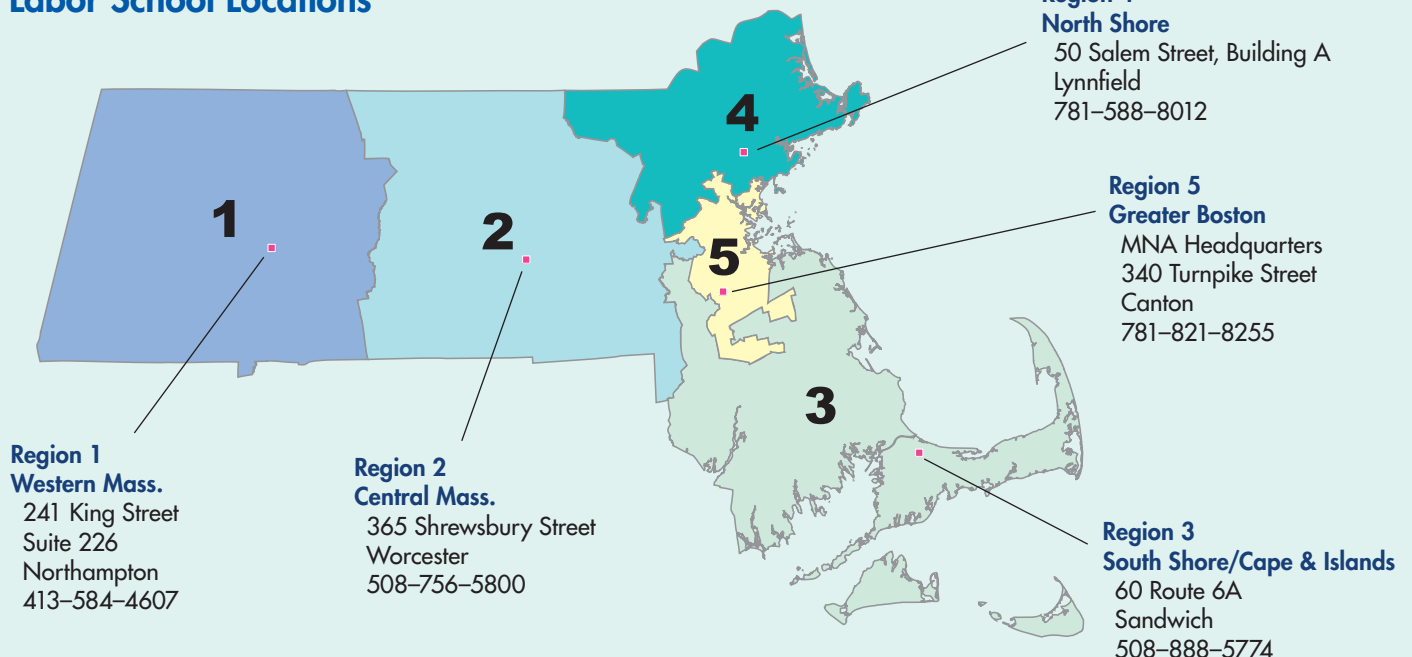 Labor School Locations
Region 4
North Shore
50 Salem Street, Building A
Lynnfield
781–588–8012
4
Region 5
Greater Boston
MNA Headquarters
340 Turnpike Street
Canton
781–821–8255
1
2
5
3
Region 1
Western Mass.
241 King Street
Suite 226
Northampton
413–584–4607
Region 2
Central Mass.
365 Shrewsbury Street
Worcester
508–756–5800
Region 3
South Shore/Cape & Islands
60 Route 6A
Sandwich
508–888–5774